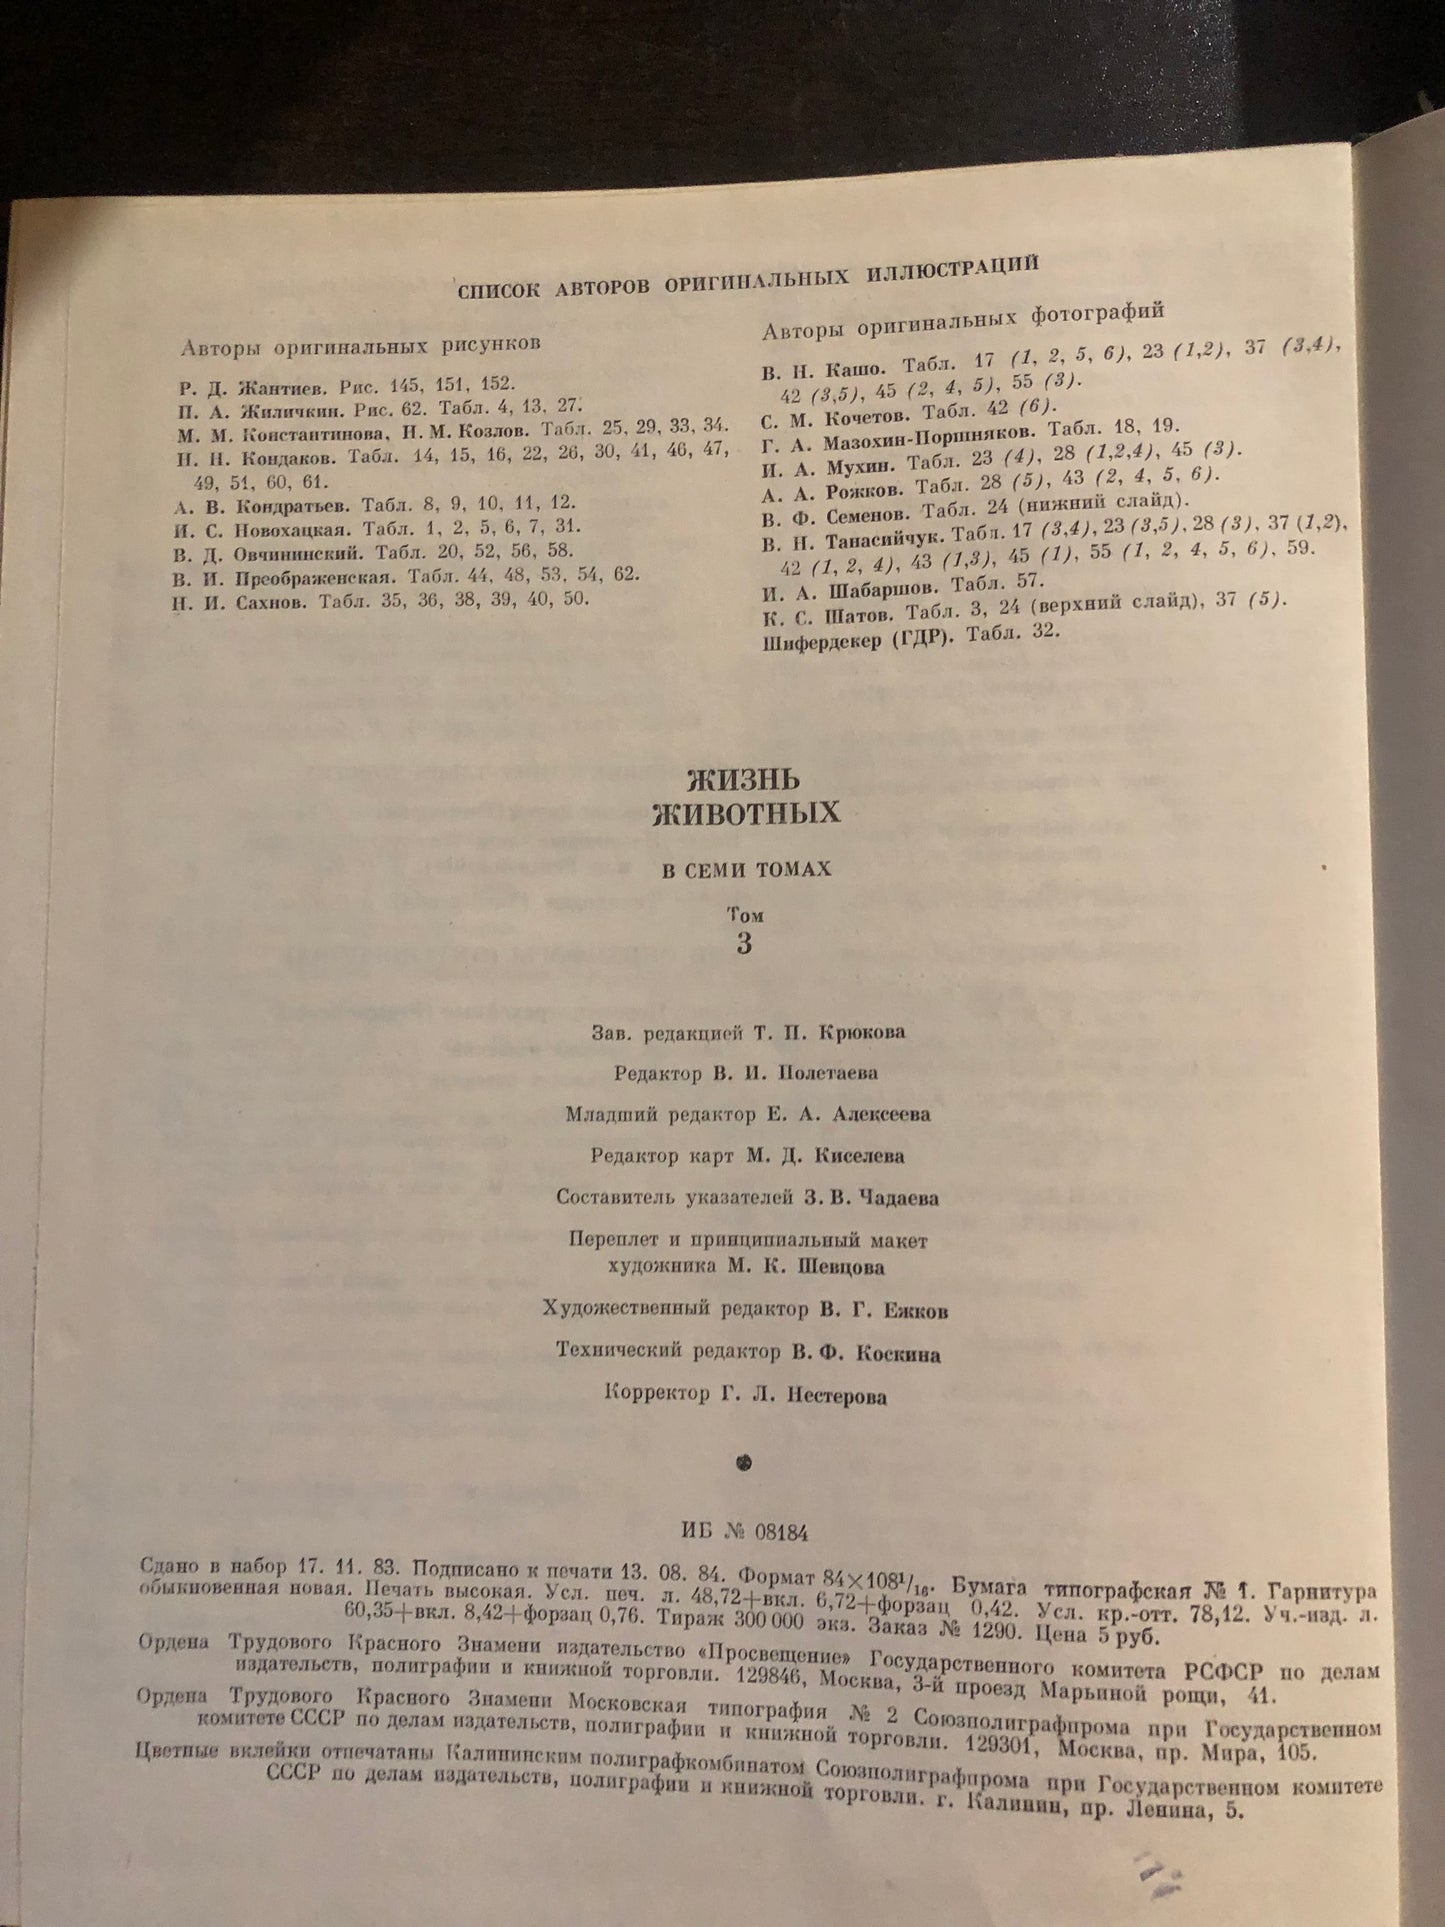 СПИСОК АВТОРОВ ОРИГИНАЛЬНЫХ ИЛЛЮСТРАЦИЙ
Авторы оригинальных рисунков
Р. Д. Жантиев. Рис. 145, 151, 152.
П. А. Жиличкин. Рис. 62. Табл. 4, 13, 27.
М. М. Константинова, Н. М. Козлов. Табл. 25, 29, 33, 34.
Н. Н. Кондаков. Табл. 14, 15, 16, 22, 26, 30, 41, 46, 47,
49, 51, 60, 61.
А. В. Кондратьев. Табл. 8, 9, 10, 11, 12.
И. С. Новохацкая. Табл. 1, 2, 5, 6, 7, 31.
В. Д. Овчининский. Табл. 20, 52, 56, 58.
В. И. Преображенская. Табл. 44, 48, 53, 54, 62.
Н. И. Сахнов. Табл. 35, 36, 38, 39, 40, 50.
Авторы оригинальных фотографий
В. Н. Кашо. Табл. 17 (1, 2, 5, 6), 23 (1,2), 37 (3,4),
42 (3,5), 45 (2, 4, 5), 55 (3).
С. М. Кочетов. Табл. 42 (6).
Г. А. Мазохин-Поршняков. Табл. 18, 19.
И. А. Мухин. Табл. 23 (4), 28 (1,2,4), 45 (3).
А. А. Рожков. Табл. 28 (5), 43 (2, 4, 5, 6).
В. Ф. Семенов. Табл. 24 (нижний слайд).
В. Н. Танасийчук. Табл. 17 (3,4), 23 (3,5), 28 (3), 37 (1,2),
42 (1, 2, 4), 43 (1,3), 45 (1), 55 (1, 2, 4, 5, 6), 59.
И. А. Шабаршов. Табл. 57.
К. С. Шатов. Табл. 3, 24 (верхний слайд), 37 (5).
Шифердекер (ГДР). Табл. 32.
ЖИЗНЬ
ЖИВОТНЫХ
В СЕМИ ТОМАХ
Том
3
Зав. редакцией Т. П. Крюкова
Редактор В. И. Полетаева
Младший редактор Е. А. Алексеева
Редактор карт М. Д. Киселева
Составитель указателей З. В. Чадаева
Переплет и принципиальный макет
художника М. К. Шевцова
Художественный редактор В. Г. Ежков
Технический редактор В. Ф. Коскина
Корректор Г. Л. Нестерова
ИБ № 08184
Сдано в набор 17. 11. 83. Подписано к печати 13. 08. 84. Формат 84×108¹/₁₆. Бумага типографская № 1. Гарнитура
обыкновенная новая. Печать высокая. Усл. печ. л. 48,72+вкл. 6,72+форзац 0,42. Усл. кр.-отт. 78,12. Уч.-изд. л.
60,35+вкл. 8,42+форзац 0,76. Тираж 300 000 экз. Заказ № 1290. Цена 5 руб.
Ордена Трудового Красного Знамени издательство «Просвещение» Государственного комитета РСФСР по делам
издательств, полиграфии и книжной торговли. 129846, Москва, 3-й проезд Марьиной рощи, 41.
Ордена Трудового Красного Знамени Московская типография № 2 Союзполиграфпрома при Государственном
комитете СССР по делам издательств, полиграфии и книжной торговли. 129301, Москва, пр. Мира, 105.
Цветные вклейки отпечатаны Калининским полиграфкомбинатом Союзполиграфпрома при Государственном комитете
СССР по делам издательств, полиграфии и книжной торговли. г. Калинин, пр. Ленина, 5.